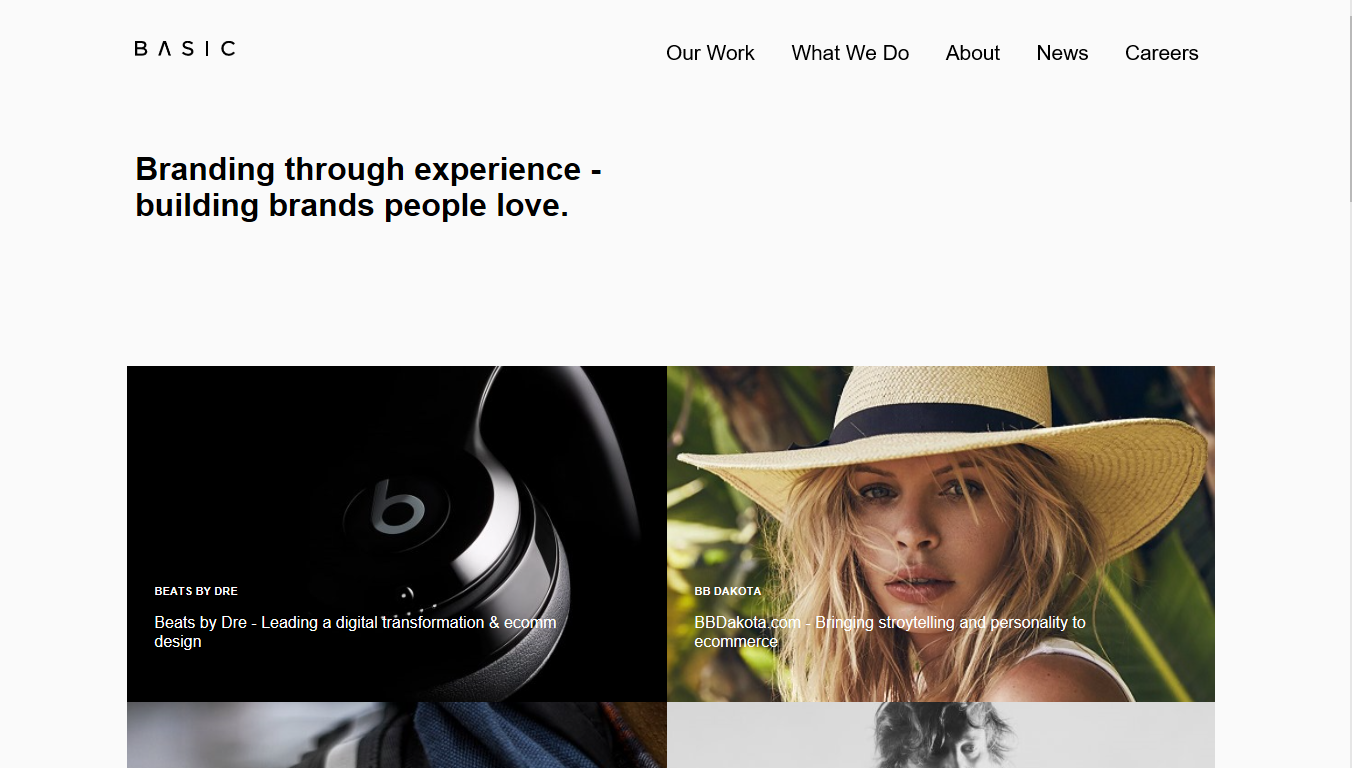 BASIC
Our Work What We Do About News Careers
Branding through experience -
building brands people love.
BEATS BY DRE
Beats by Dre - Leading a digital transformation & ecomm
design
BB DAKOTA
BBDakota.com - Bringing stroytelling and personality to
ecommerce